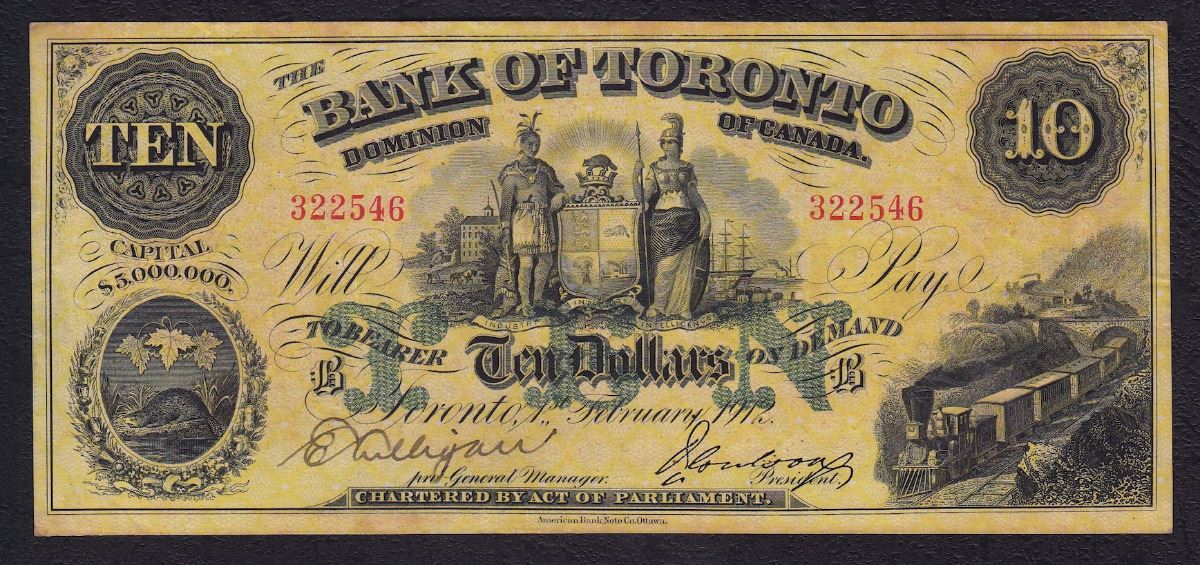 THE
BANK OF TORONTO
DOMINION OF CANADA.
TEN
10
322546 322546
CAPITAL
$5.000.000.
Will Pay
INDUSTRY INTELLIGENCE
TEN
TO BEARER Ten Dollars ON DEMAND
B B
Toronto, 1st February, 1912.
pro General Manager. President.
CHARTERED BY ACT OF PARLIAMENT.
American Bank Note Co. Ottawa.